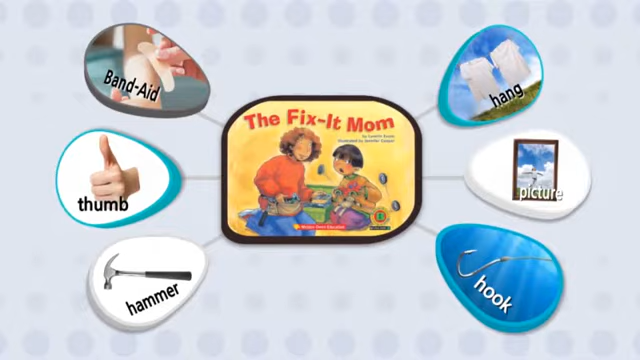 Band-Aid
thumb
hammer
The Fix-It Mom
hang
picture
hook